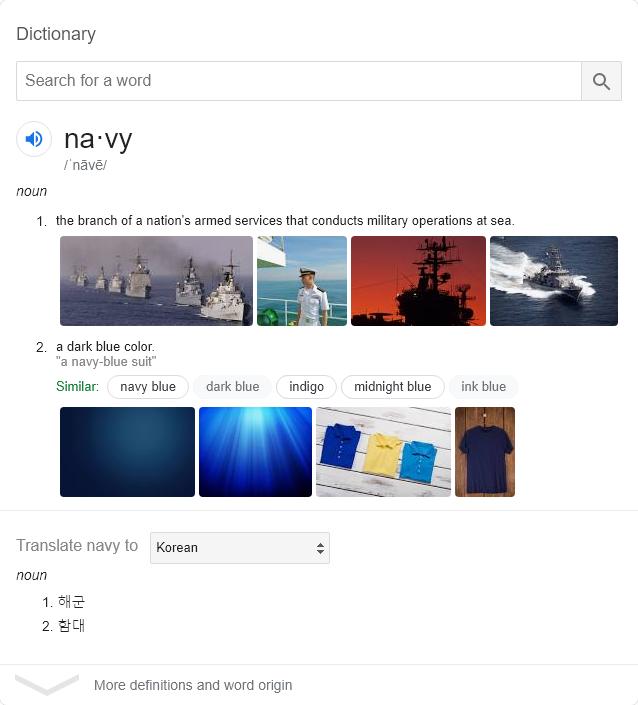 Dictionary
Search for a word
na·vy
/ˈnāvē/
noun
1. the branch of a nation's armed services that conducts military operations at sea.
2. a dark blue color.
"a navy-blue suit"
Similar: navy blue dark blue indigo midnight blue ink blue
Translate navy to Korean
noun
1. 해군
2. 함대
More definitions and word origin